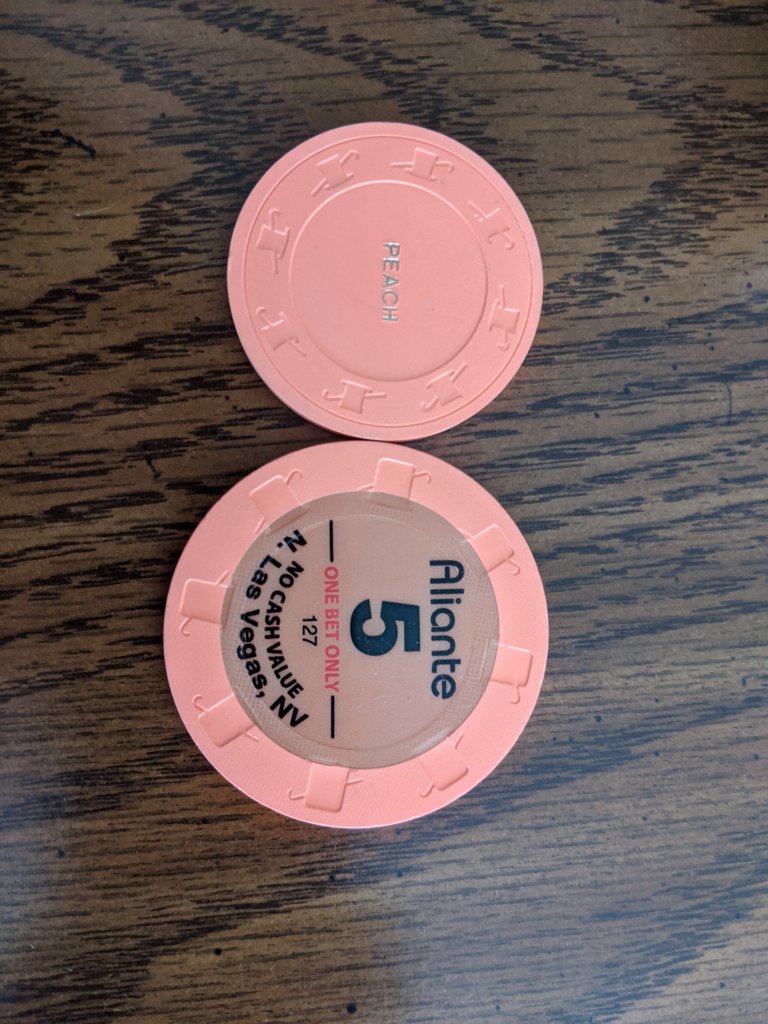 PEACH
Aliante
5
ONE BET ONLY
127
NO CASH VALUE
N. Las Vegas, NV